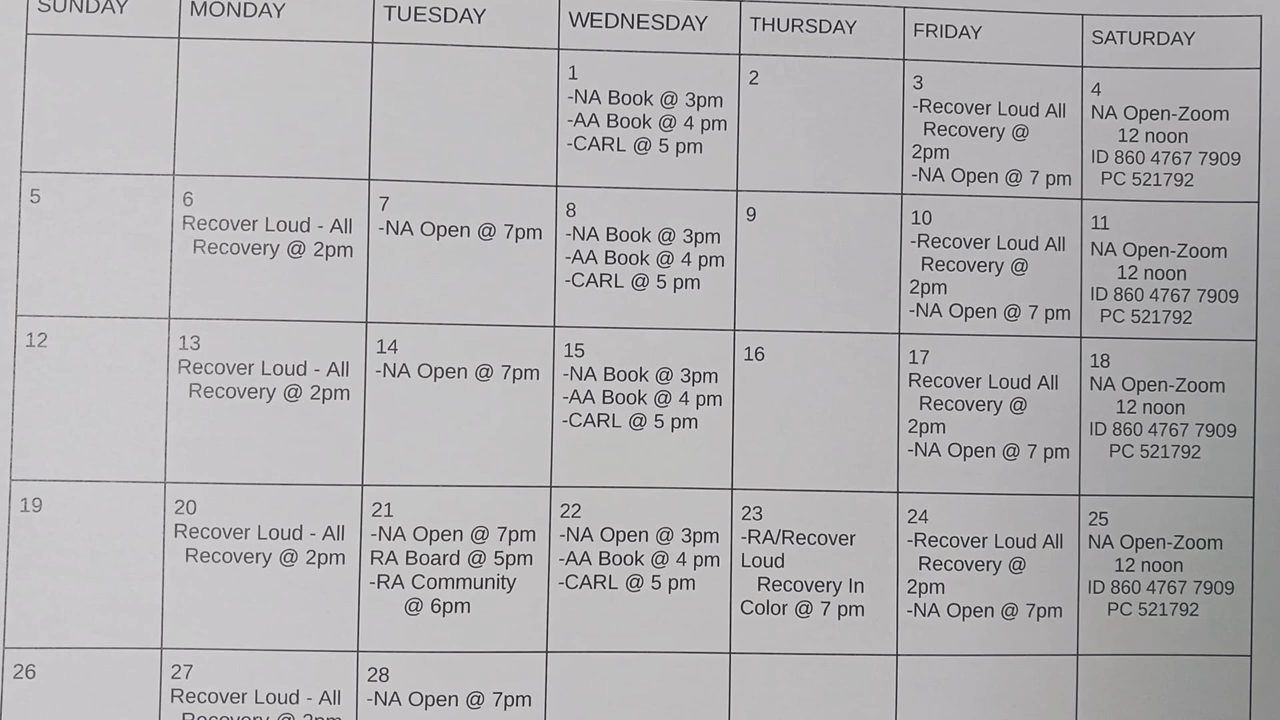 SUNDAY
MONDAY
TUESDAY
WEDNESDAY
THURSDAY
FRIDAY
SATURDAY
1
-NA Book @ 3pm
-AA Book @ 4 pm
-CARL @ 5 pm
2
3
-Recover Loud All
Recovery @
2pm
-NA Open @ 7 pm
4
NA Open-Zoom
12 noon
ID 860 4767 7909
PC 521792
5
6
Recover Loud - All
Recovery @ 2pm
7
-NA Open @ 7pm
8
-NA Book @ 3pm
-AA Book @ 4 pm
-CARL @ 5 pm
9
10
-Recover Loud All
Recovery @
2pm
-NA Open @ 7 pm
11
NA Open-Zoom
12 noon
ID 860 4767 7909
PC 521792
12
13
Recover Loud - All
Recovery @ 2pm
14
-NA Open @ 7pm
15
-NA Book @ 3pm
-AA Book @ 4 pm
-CARL @ 5 pm
16
17
Recover Loud All
Recovery @
2pm
-NA Open @ 7 pm
18
NA Open-Zoom
12 noon
ID 860 4767 7909
PC 521792
19
20
Recover Loud - All
Recovery @ 2pm
21
-NA Open @ 7pm
RA Board @ 5pm
-RA Community
@ 6pm
22
-NA Open @ 3pm
-AA Book @ 4 pm
-CARL @ 5 pm
23
-RA/Recover
Loud
Recovery In
Color @ 7 pm
24
-Recover Loud All
Recovery @
2pm
-NA Open @ 7pm
25
NA Open-Zoom
12 noon
ID 860 4767 7909
PC 521792
26
27
Recover Loud - All
Recovery @ 2pm
28
-NA Open @ 7pm